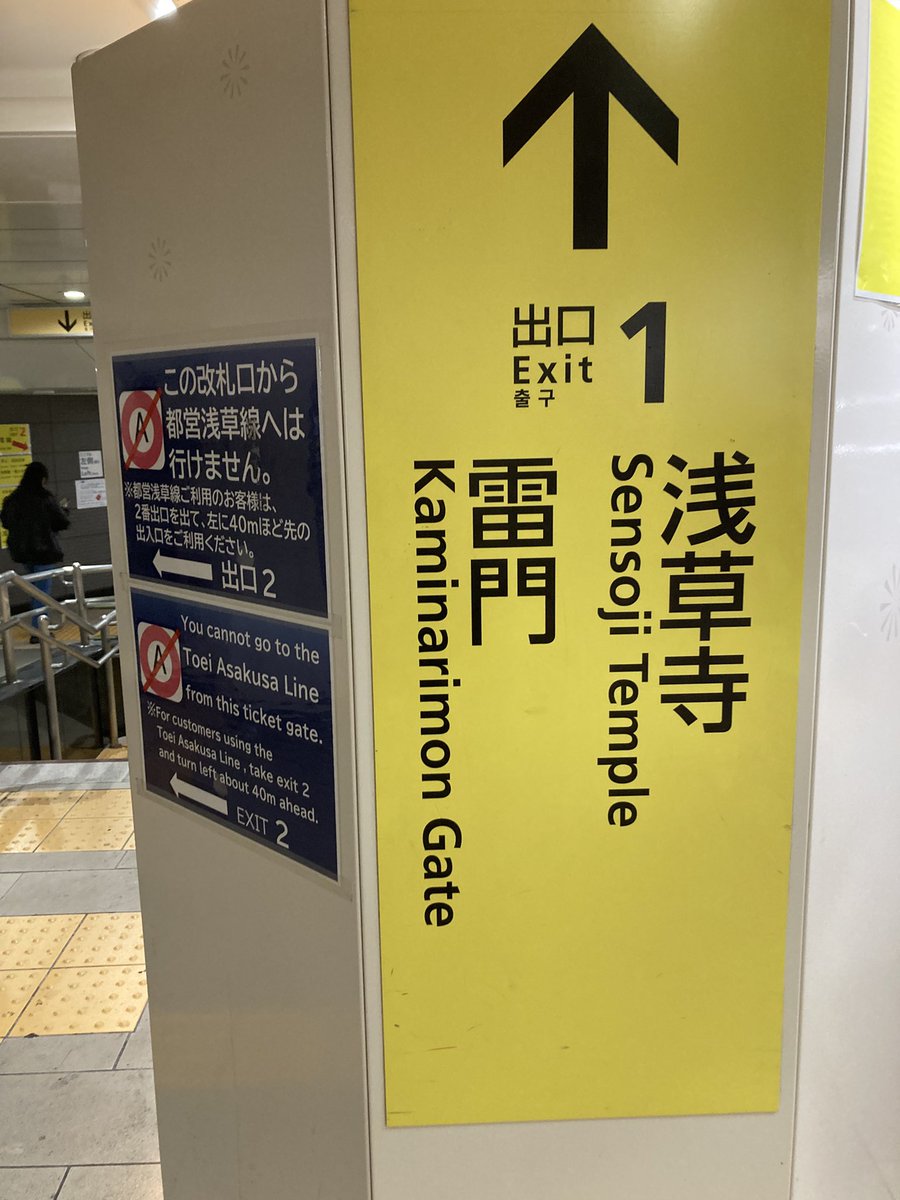 出口
Exit
출구
1
浅草寺
Sensoji Temple
雷門
Kaminarimon Gate
A
この改札口から
都営浅草線へは
行けません。
※都営浅草線ご利用のお客様は、
2番出口を出て、左に40mほど先の
出入口をご利用ください。
出口2
A
You cannot go to the
Toei Asakusa Line
from this ticket gate.
※For customers using the
Toei Asakusa Line , take exit 2
and turn left about 40m ahead.
EXIT 2